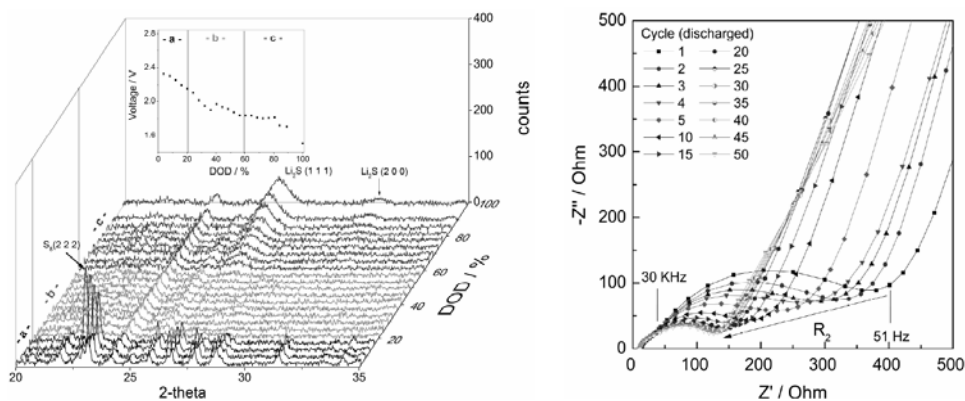 400
300
200
100
0
counts
- a -
- b -
- c -
2.8
2.4
2.0
1.6
Voltage / V
0
20
40
60
80
100
DOD / %
Li₂S (1 1 1)
Li₂S (2 0 0)
S₈(2 2 2)
- c -
- b -
- a -
100
80
60
40
20
DOD / %
20
25
30
35
2-theta
500
400
300
200
100
0
-Z'' / Ohm
Cycle (discharged)
1
2
3
4
5
10
15
20
25
30
35
40
45
50
30 KHz
R₂
51 Hz
0
100
200
300
400
500
Z' / Ohm